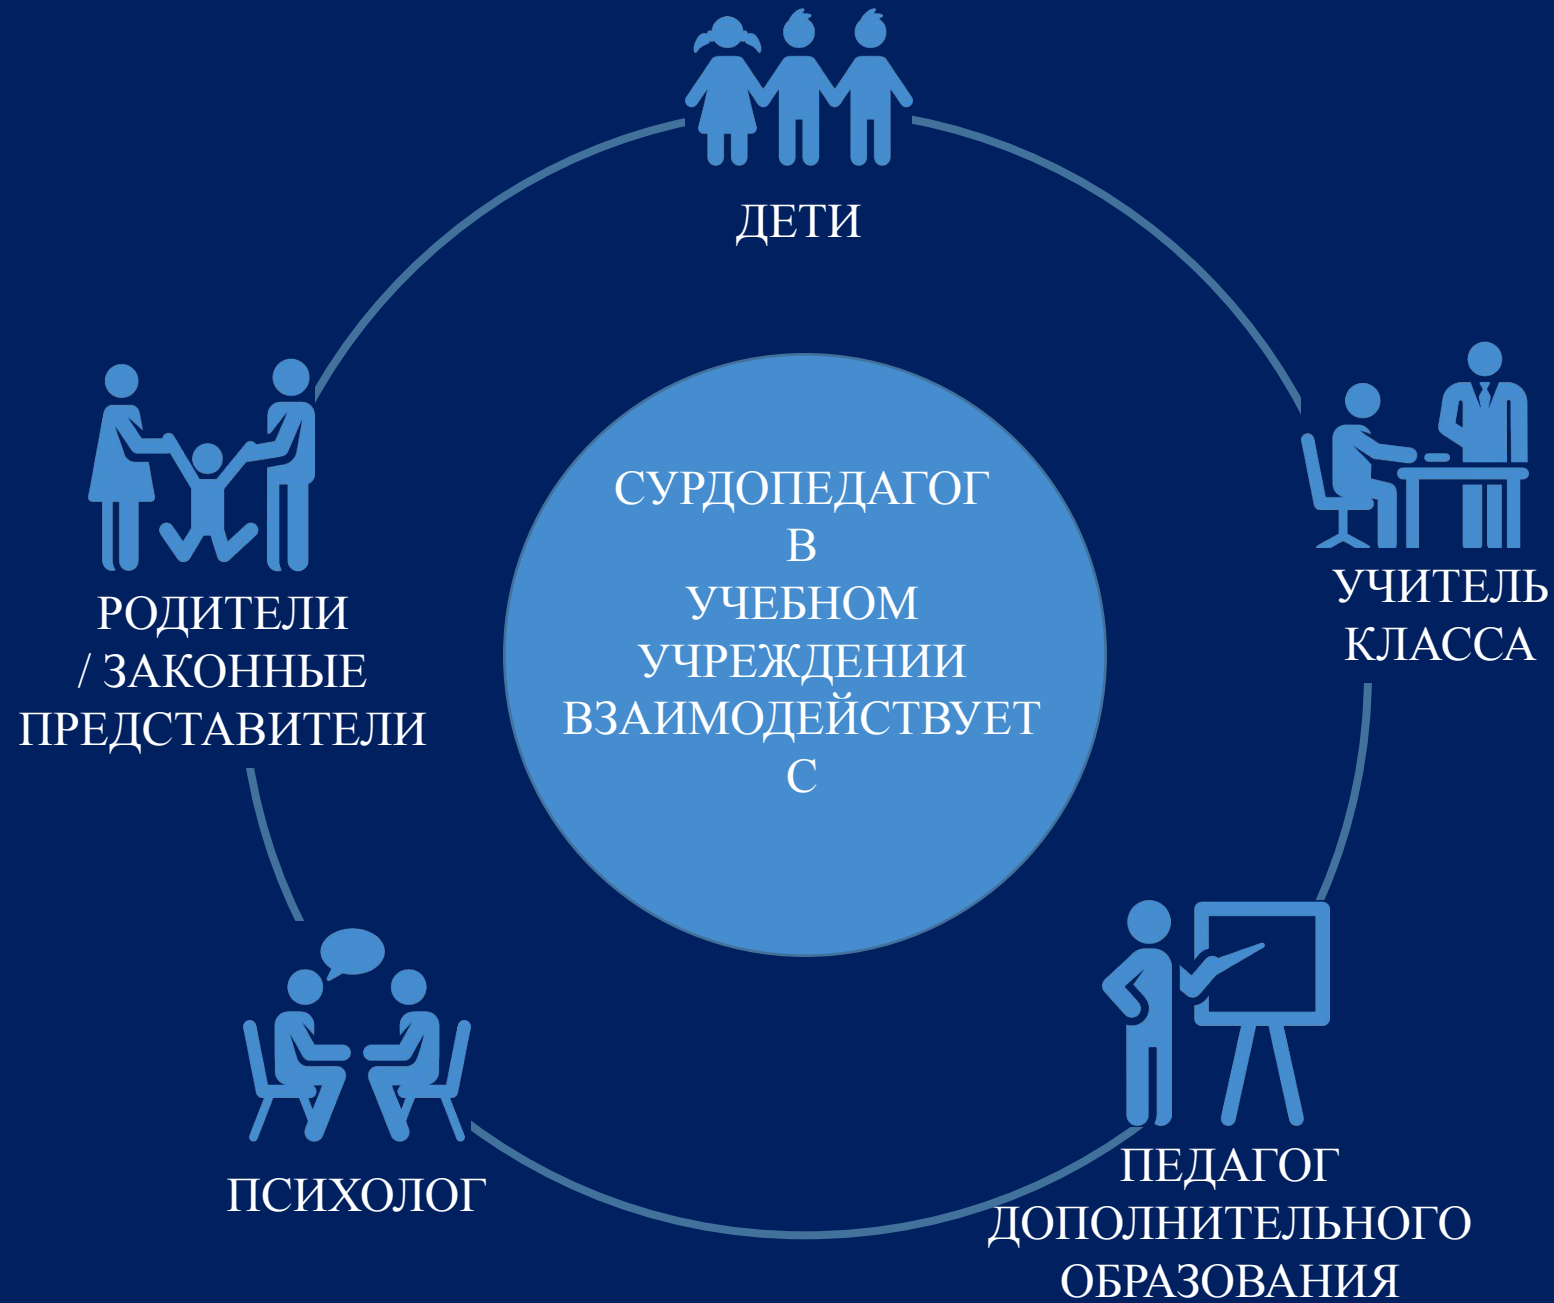 ДЕТИ
СУРДОПЕДАГОГ
В
УЧЕБНОМ
УЧРЕЖДЕНИИ
ВЗАИМОДЕЙСТВУЕТ
С
УЧИТЕЛЬ
КЛАССА
ПЕДАГОГ
ДОПОЛНИТЕЛЬНОГО
ОБРАЗОВАНИЯ
ПСИХОЛОГ
РОДИТЕЛИ
/ ЗАКОННЫЕ
ПРЕДСТАВИТЕЛИ